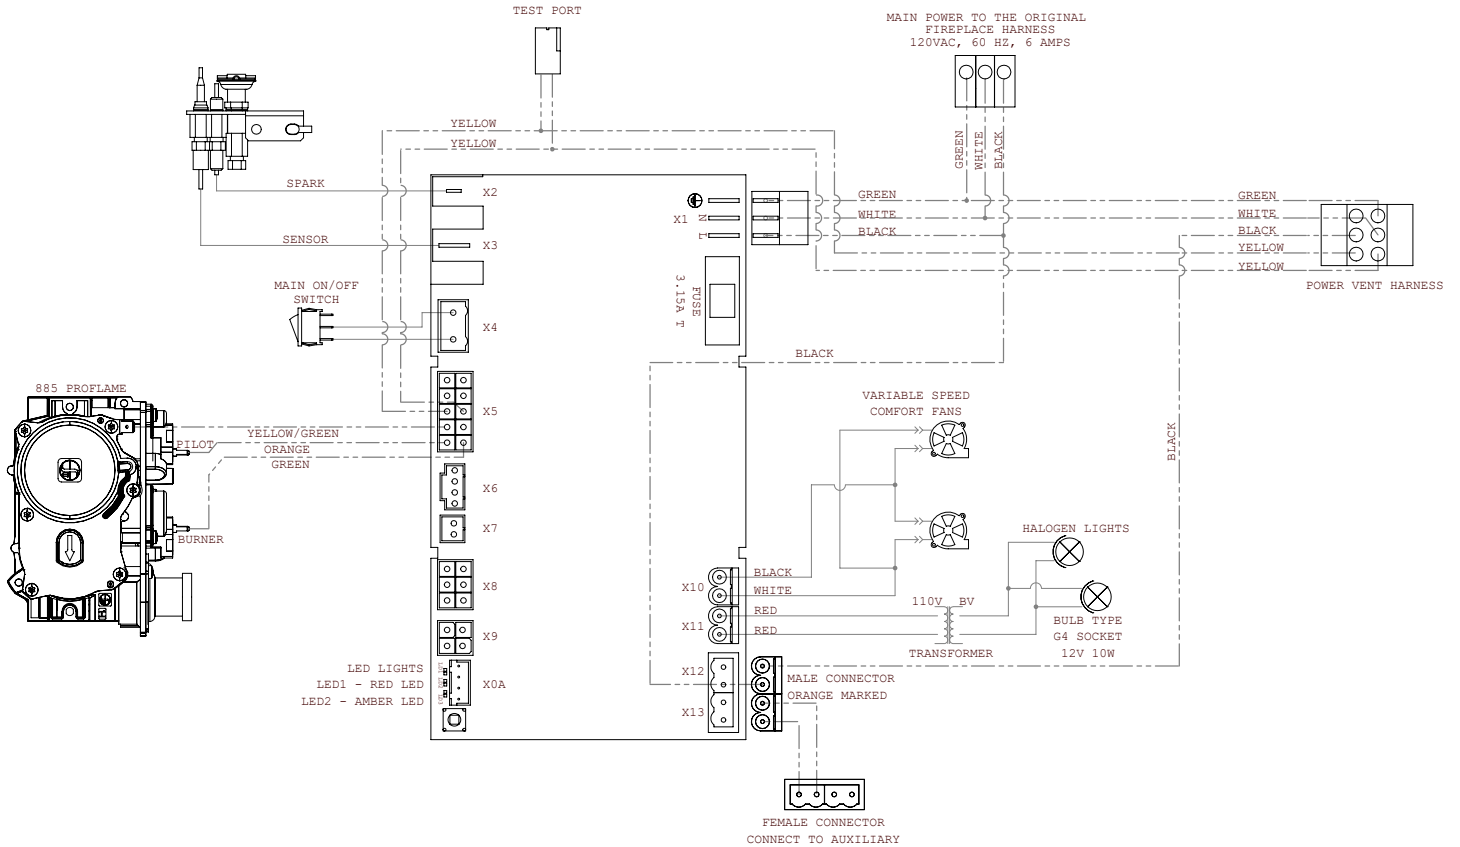 TEST PORT
MAIN POWER TO THE ORIGINAL
FIREPLACE HARNESS
120VAC, 60 HZ, 6 AMPS
YELLOW
YELLOW
GREEN
WHITE
BLACK
SPARK
X2
SENSOR
X3
X1
N
L
GREEN
WHITE
BLACK
GREEN
WHITE
BLACK
YELLOW
YELLOW
POWER VENT HARNESS
MAIN ON/OFF
SWITCH
X4
FUSE
3.15A T
BLACK
885 PROFLAME
X5
PILOT
YELLOW/GREEN
ORANGE
GREEN
BURNER
X6
X7
X8
X9
VARIABLE SPEED
COMFORT FANS
BLACK
HALOGEN LIGHTS
X10
BLACK
WHITE
X11
RED
RED
110V
BV
TRANSFORMER
BULB TYPE
G4 SOCKET
12V 10W
LED LIGHTS
LED1 - RED LED
LED2 - AMBER LED
X0A
X12
X13
MALE CONNECTOR
ORANGE MARKED
FEMALE CONNECTOR
CONNECT TO AUXILIARY